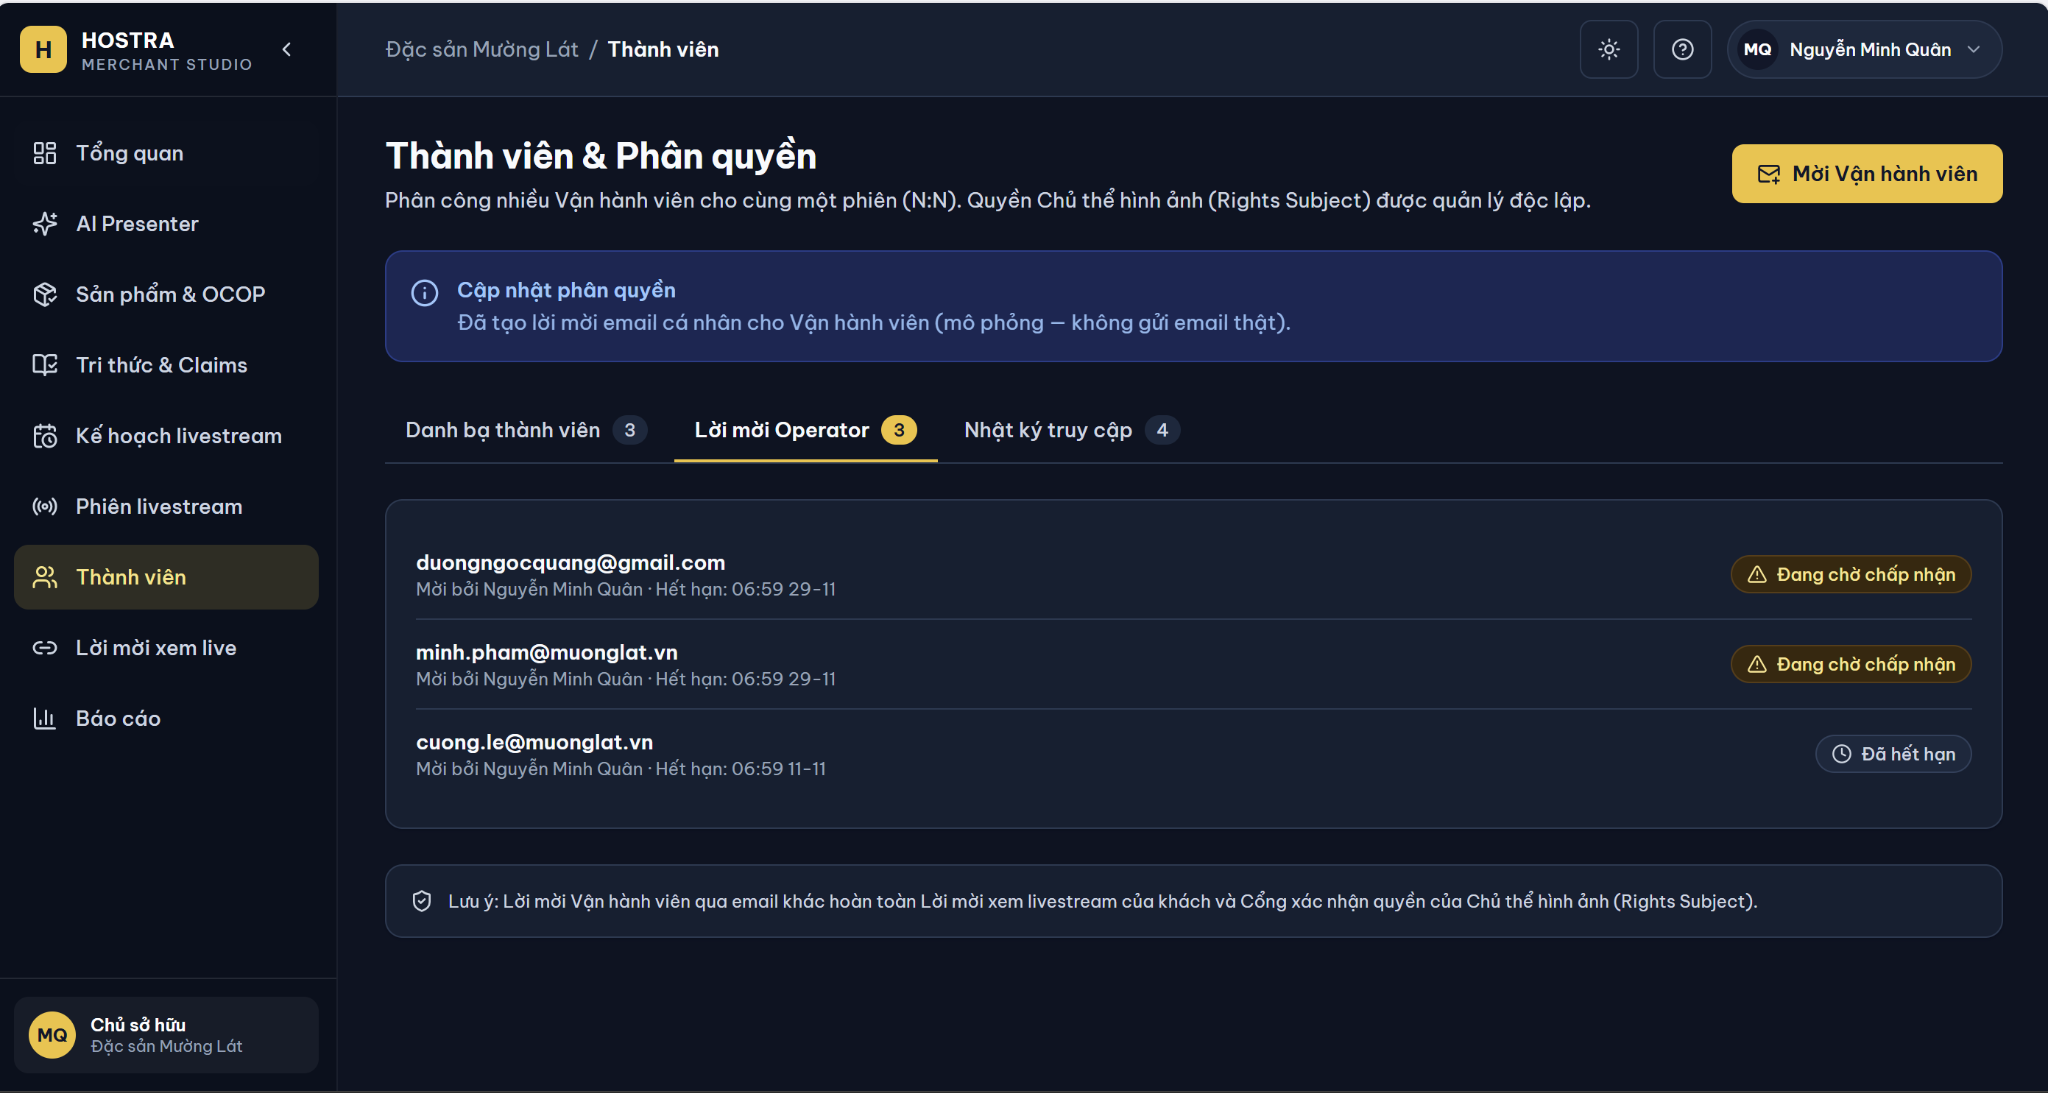 H
HOSTRA
MERCHANT STUDIO
Đặc sản Mường Lát / Thành viên
MQ Nguyễn Minh Quân
Tổng quan
AI Presenter
Sản phẩm & OCOP
Tri thức & Claims
Kế hoạch livestream
Phiên livestream
Thành viên
Lời mời xem live
Báo cáo
MQ
Chủ sở hữu
Đặc sản Mường Lát
Thành viên & Phân quyền
Phân công nhiều Vận hành viên cho cùng một phiên (N:N). Quyền Chủ thể hình ảnh (Rights Subject) được quản lý độc lập.
Mời Vận hành viên
Cập nhật phân quyền
Đã tạo lời mời email cá nhân cho Vận hành viên (mô phỏng — không gửi email thật).
Danh bạ thành viên 3
Lời mời Operator 3
Nhật ký truy cập 4
duongngocquang@gmail.com
Mời bởi Nguyễn Minh Quân · Hết hạn: 06:59 29-11
Đang chờ chấp nhận
minh.pham@muonglat.vn
Mời bởi Nguyễn Minh Quân · Hết hạn: 06:59 29-11
Đang chờ chấp nhận
cuong.le@muonglat.vn
Mời bởi Nguyễn Minh Quân · Hết hạn: 06:59 11-11
Đã hết hạn
Lưu ý: Lời mời Vận hành viên qua email khác hoàn toàn Lời mời xem livestream của khách và Cổng xác nhận quyền của Chủ thể hình ảnh (Rights Subject).